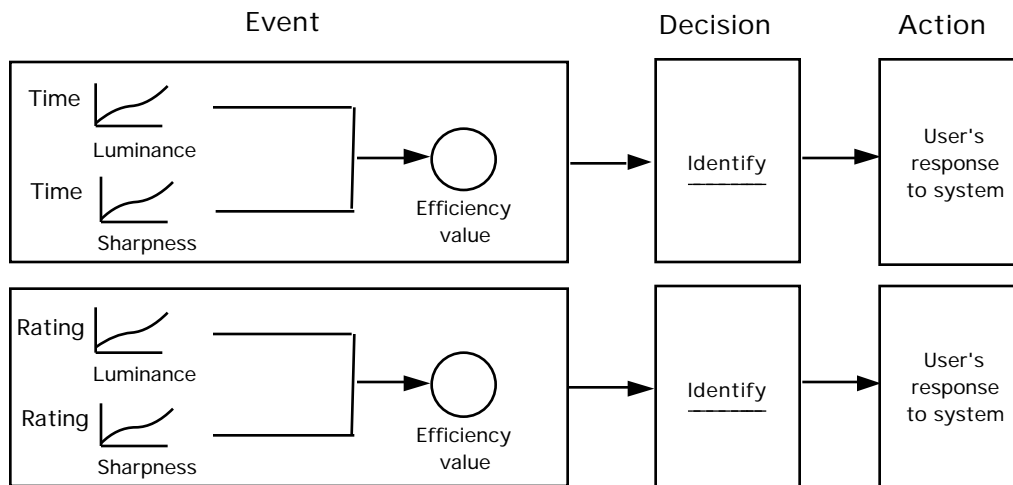 Event
Decision
Action
Time
Luminance
Time
Sharpness
Efficiency
value
Identify
User's
response
to system
Rating
Luminance
Rating
Sharpness
Efficiency
value
Identify
User's
response
to system